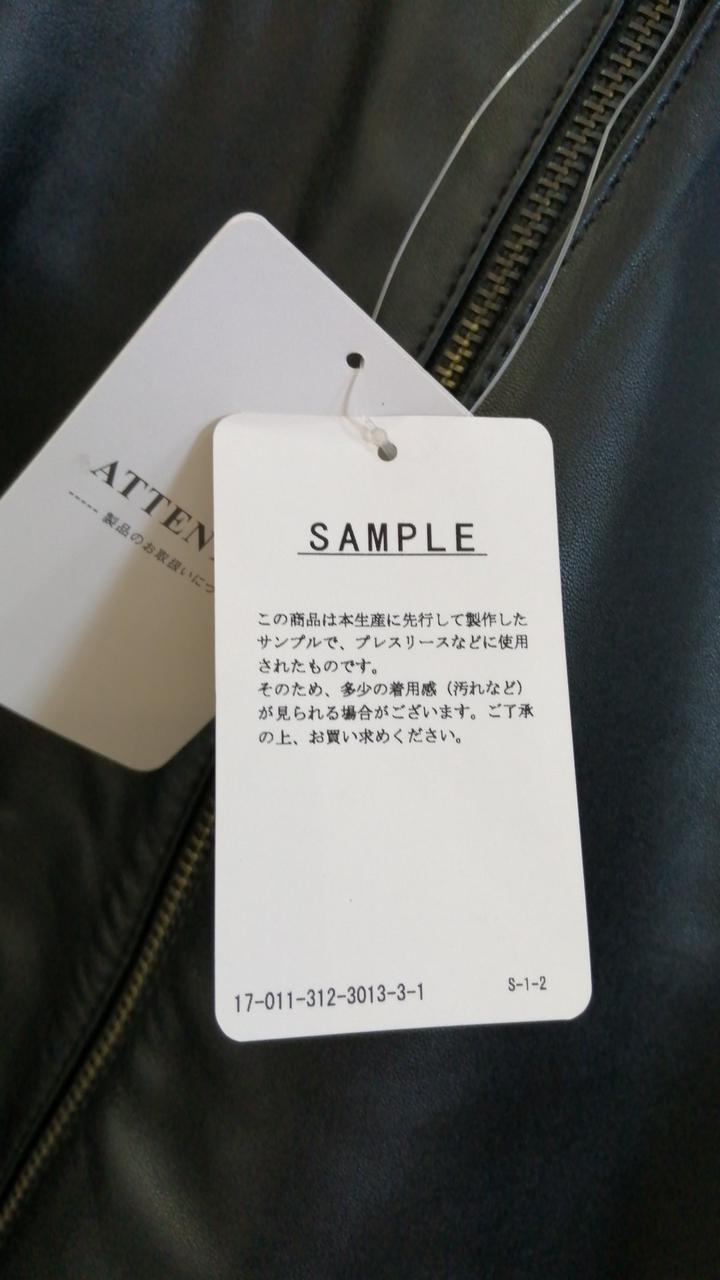 ATTEN
----- 製品のお取扱いにつ
SAMPLE
この商品は本生産に先行して製作した
サンプルで、プレスリースなどに使用
されたものです。
そのため、多少の着用感（汚れなど）
が見られる場合がございます。ご了承
の上、お買い求めください。
17-011-312-3013-3-1
S-1-2